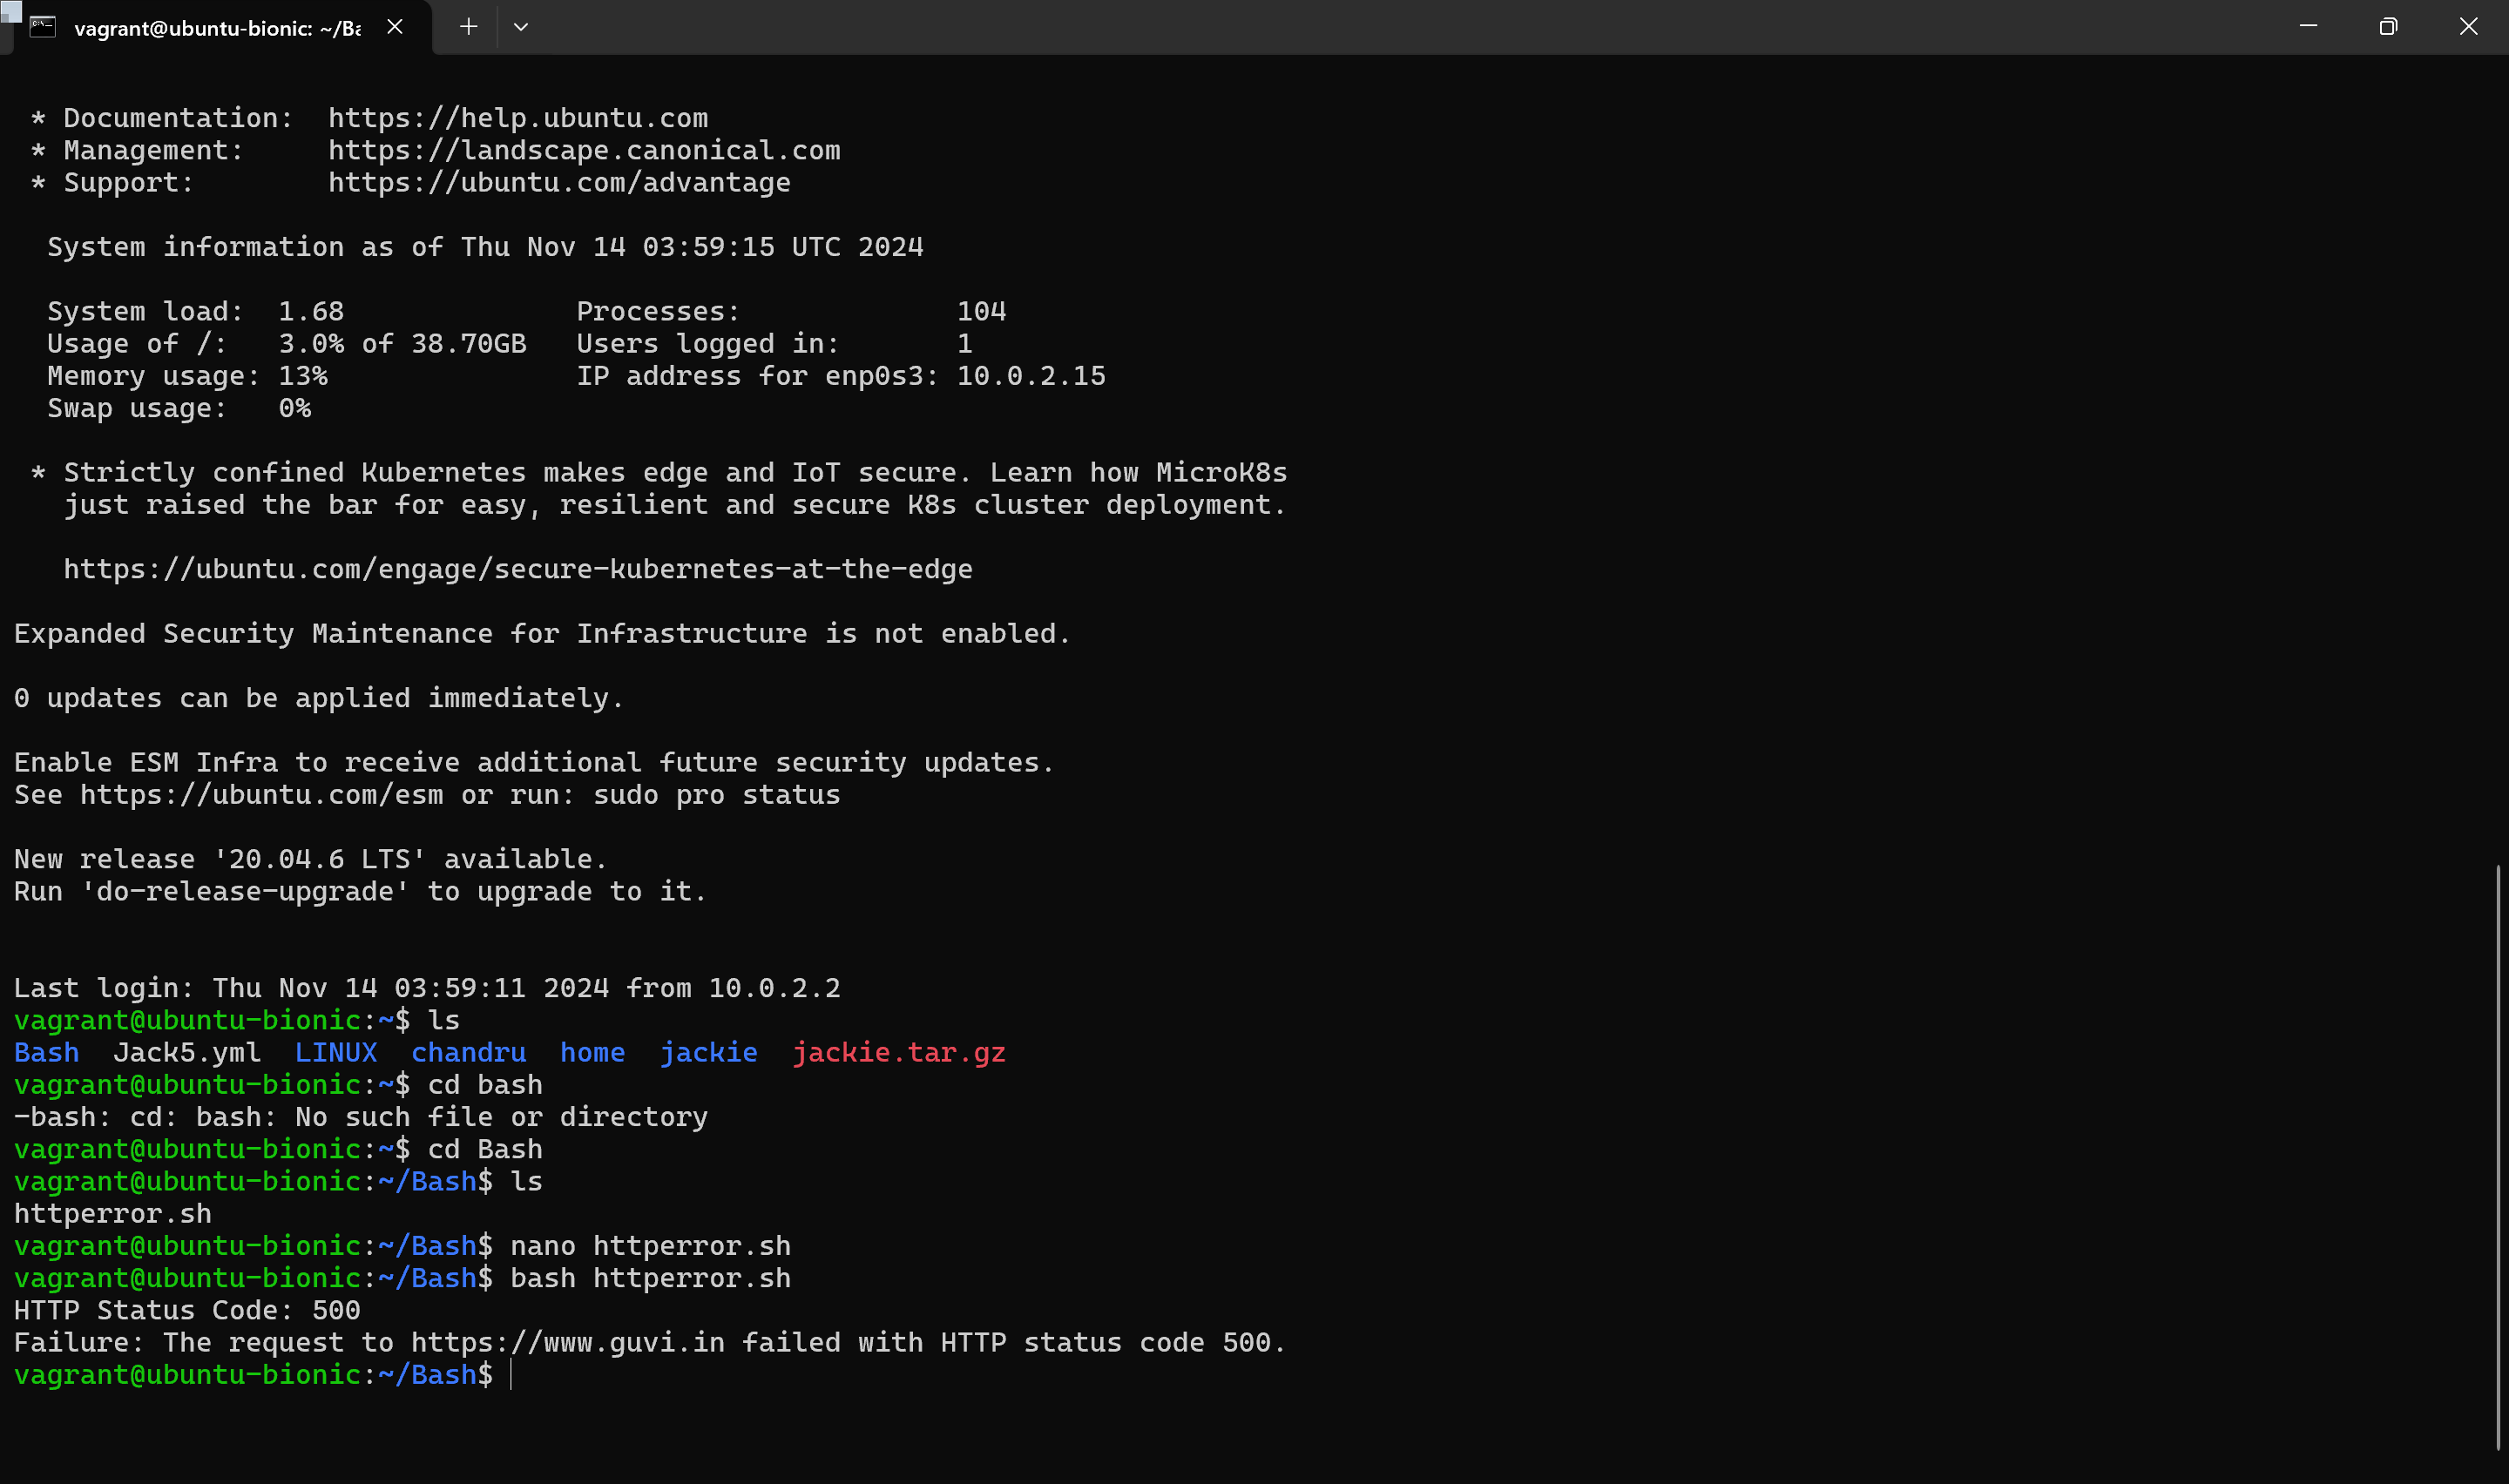 vagrant@ubuntu-bionic: ~/Ba
* Documentation:  https://help.ubuntu.com
* Management:     https://landscape.canonical.com
* Support:        https://ubuntu.com/advantage
System information as of Thu Nov 14 03:59:15 UTC 2024
System load:  1.68              Processes:             104
Usage of /:   3.0% of 38.70GB   Users logged in:       1
Memory usage: 13%               IP address for enp0s3: 10.0.2.15
Swap usage:   0%
* Strictly confined Kubernetes makes edge and IoT secure. Learn how MicroK8s
just raised the bar for easy, resilient and secure K8s cluster deployment.
https://ubuntu.com/engage/secure-kubernetes-at-the-edge
Expanded Security Maintenance for Infrastructure is not enabled.
0 updates can be applied immediately.
Enable ESM Infra to receive additional future security updates.
See https://ubuntu.com/esm or run: sudo pro status
New release '20.04.6 LTS' available.
Run 'do-release-upgrade' to upgrade to it.
Last login: Thu Nov 14 03:59:11 2024 from 10.0.2.2
vagrant@ubuntu-bionic:~$ ls
Bash  Jack5.yml  LINUX  chandru  home  jackie  jackie.tar.gz
vagrant@ubuntu-bionic:~$ cd bash
-bash: cd: bash: No such file or directory
vagrant@ubuntu-bionic:~$ cd Bash
vagrant@ubuntu-bionic:~/Bash$ ls
httperror.sh
vagrant@ubuntu-bionic:~/Bash$ nano httperror.sh
vagrant@ubuntu-bionic:~/Bash$ bash httperror.sh
HTTP Status Code: 500
Failure: The request to https://www.guvi.in failed with HTTP status code 500.
vagrant@ubuntu-bionic:~/Bash$